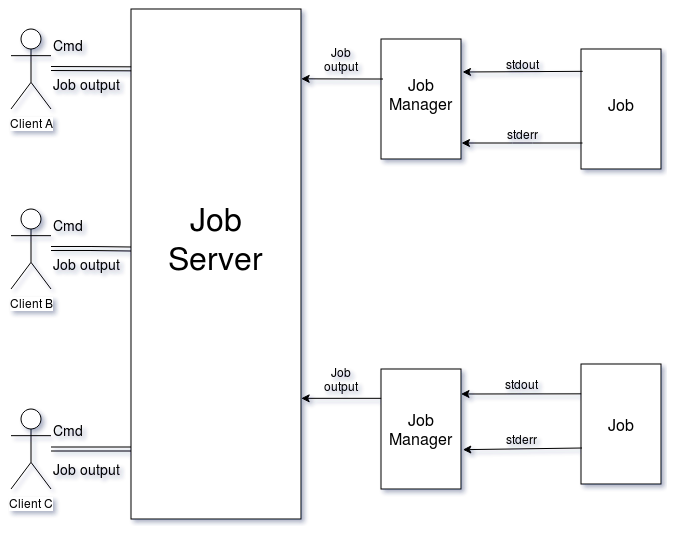 Cmd
Job output
Client A
Cmd
Job output
Client B
Cmd
Job output
Client C
Job
Server
Job
output
Job
Manager
stdout
stderr
Job
Job
output
Job
Manager
stdout
stderr
Job